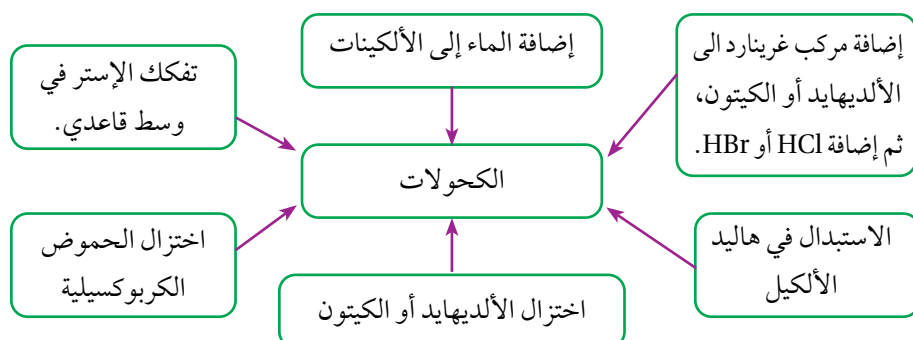 إضافة مركب غرينارد الى
الألديهايد أو الكيتون،
ثم إضافة HCl أو HBr.
إضافة الماء إلى الألكينات
تفكك الإستر في
وسط قاعدي.
الكحولات
الاستبدال في هاليد
الألكيل
اختزال الألديهايد أو الكيتون
اختزال الحموض
الكربوكسيلية